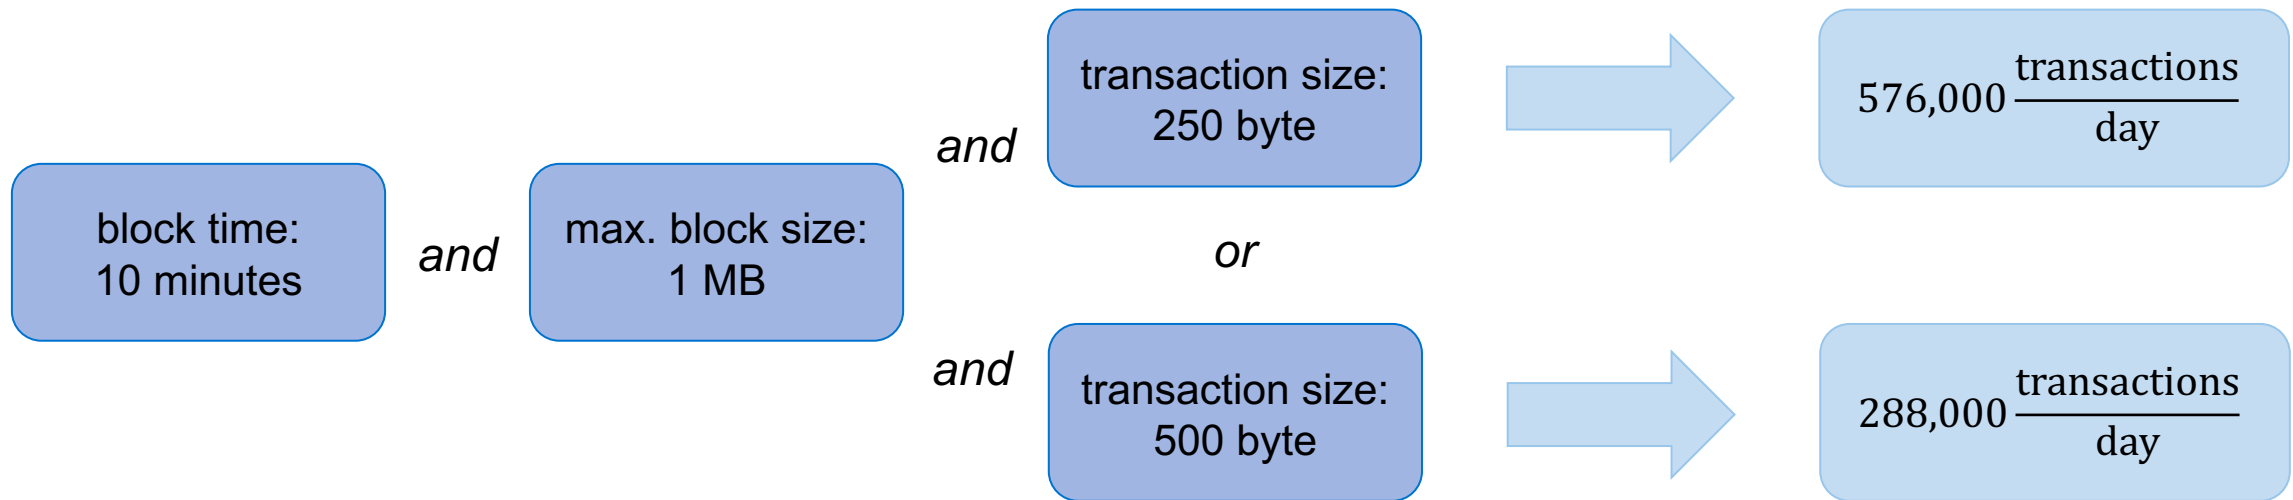 block time:
10 minutes
and
max. block size:
1 MB
and
transaction size:
250 byte
576,000 transactions
day
or
and
transaction size:
500 byte
288,000 transactions
day